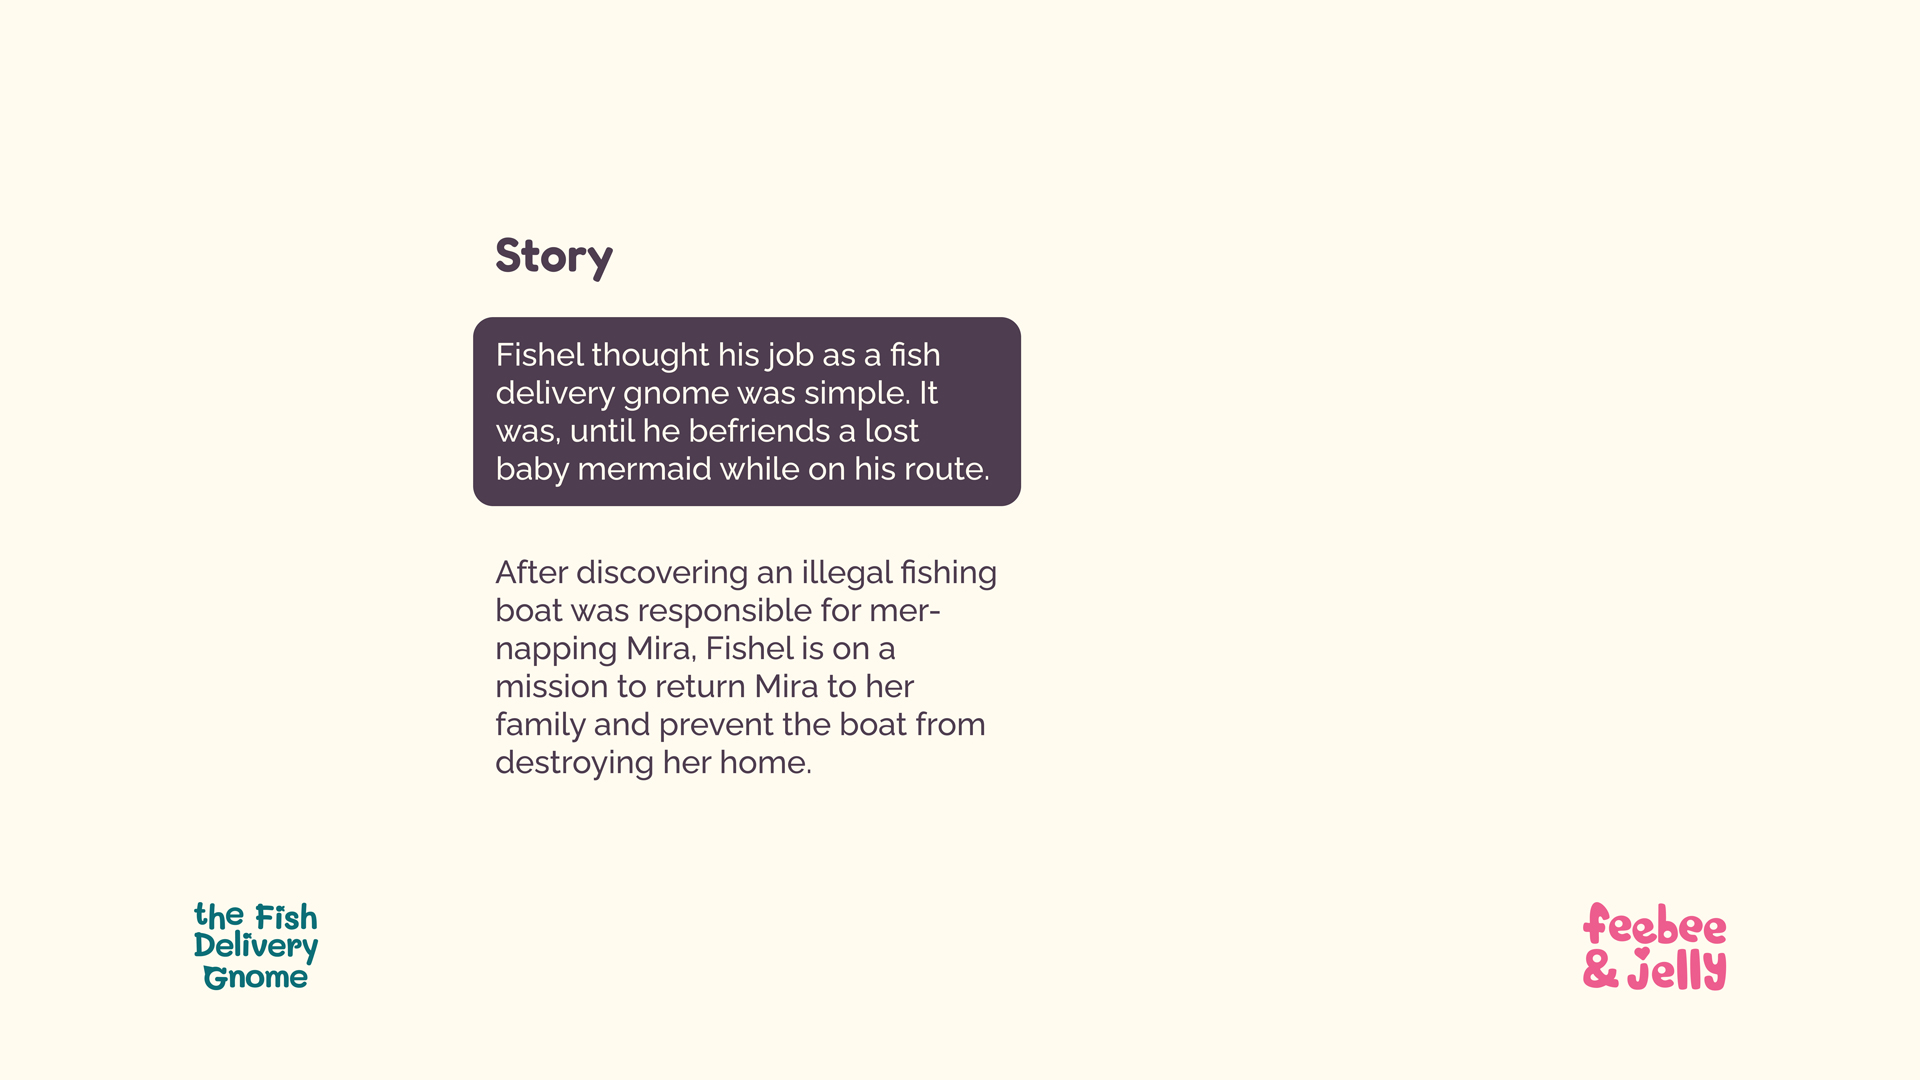 Story
Fishel thought his job as a fish
delivery gnome was simple. It
was, until he befriends a lost
baby mermaid while on his route.
After discovering an illegal fishing
boat was responsible for mer-
napping Mira, Fishel is on a
mission to return Mira to her
family and prevent the boat from
destroying her home.
the Fish
Delivery
Gnome
feebee
& jelly